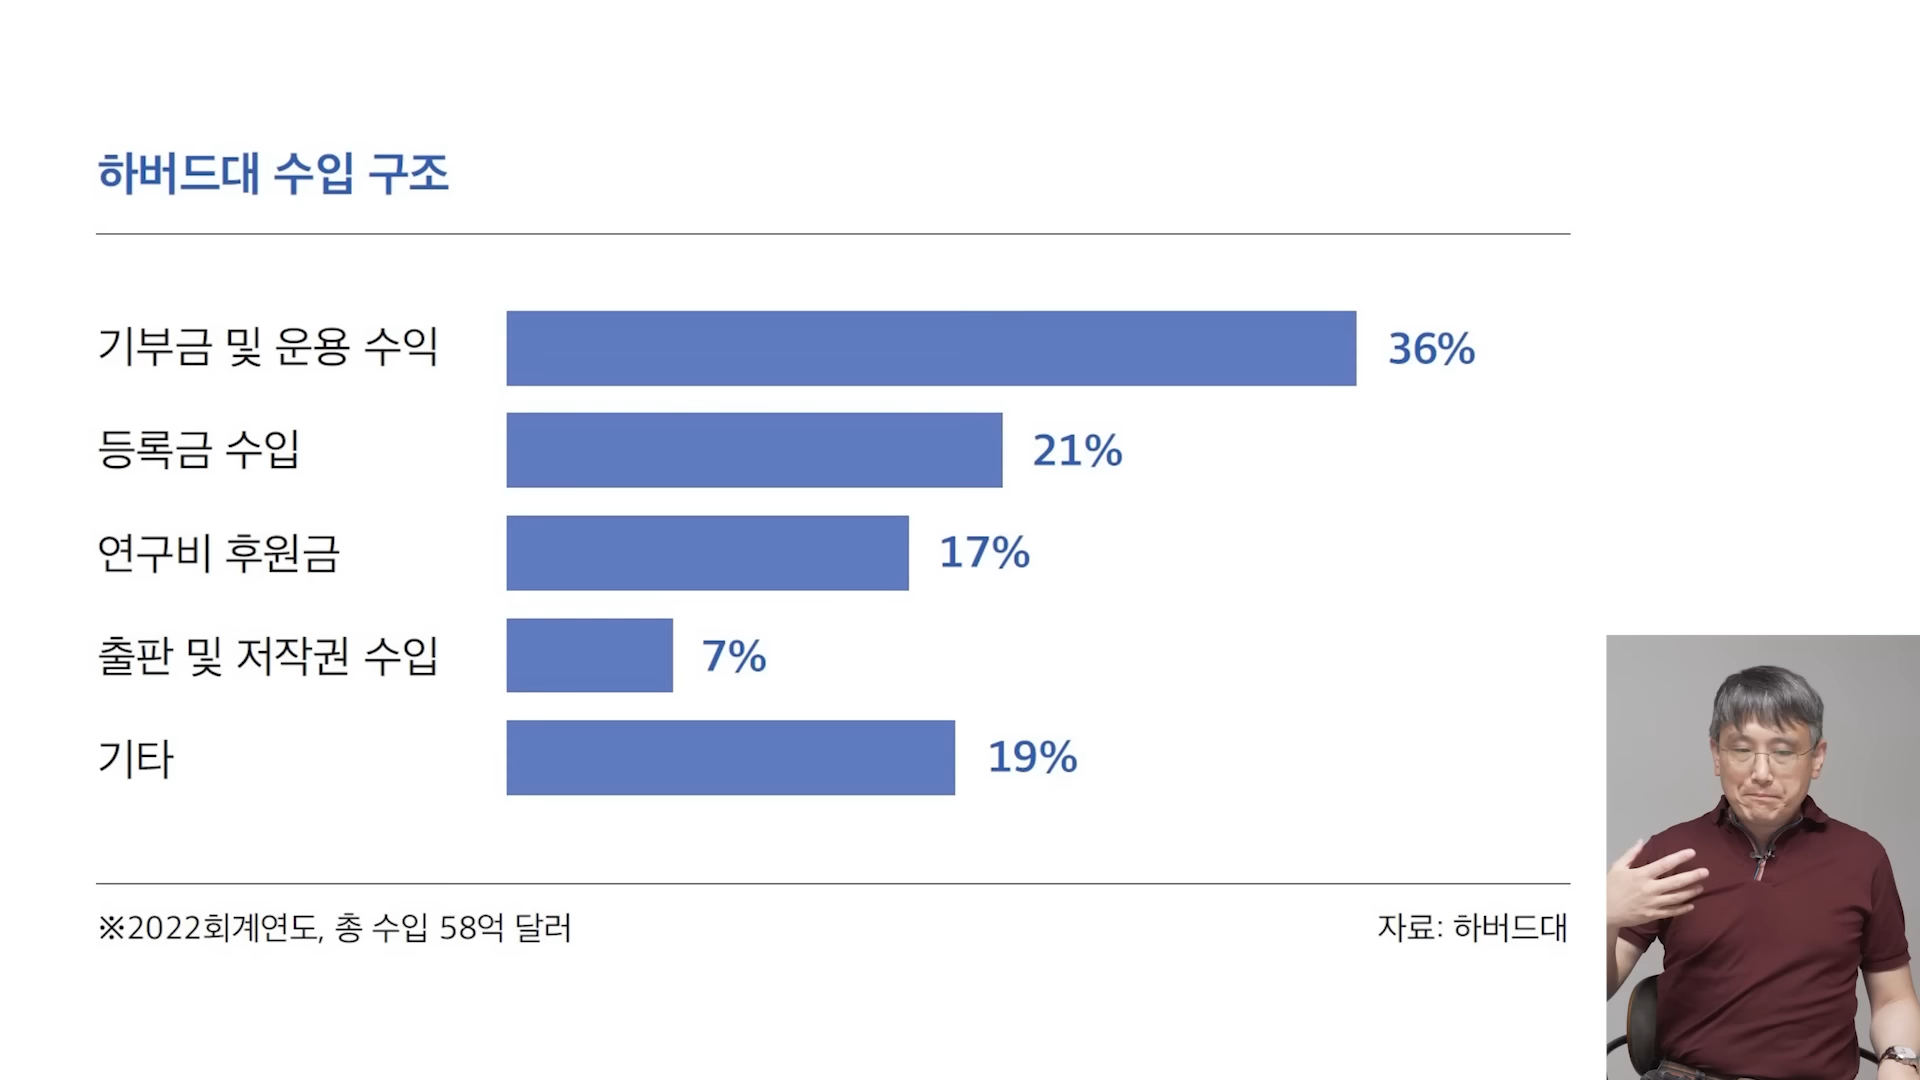 하버드대 수입 구조
기부금 및 운용 수익 36%
등록금 수입 21%
연구비 후원금 17%
출판 및 저작권 수입 7%
기타 19%
※2022회계연도, 총 수입 58억 달러
자료: 하버드대